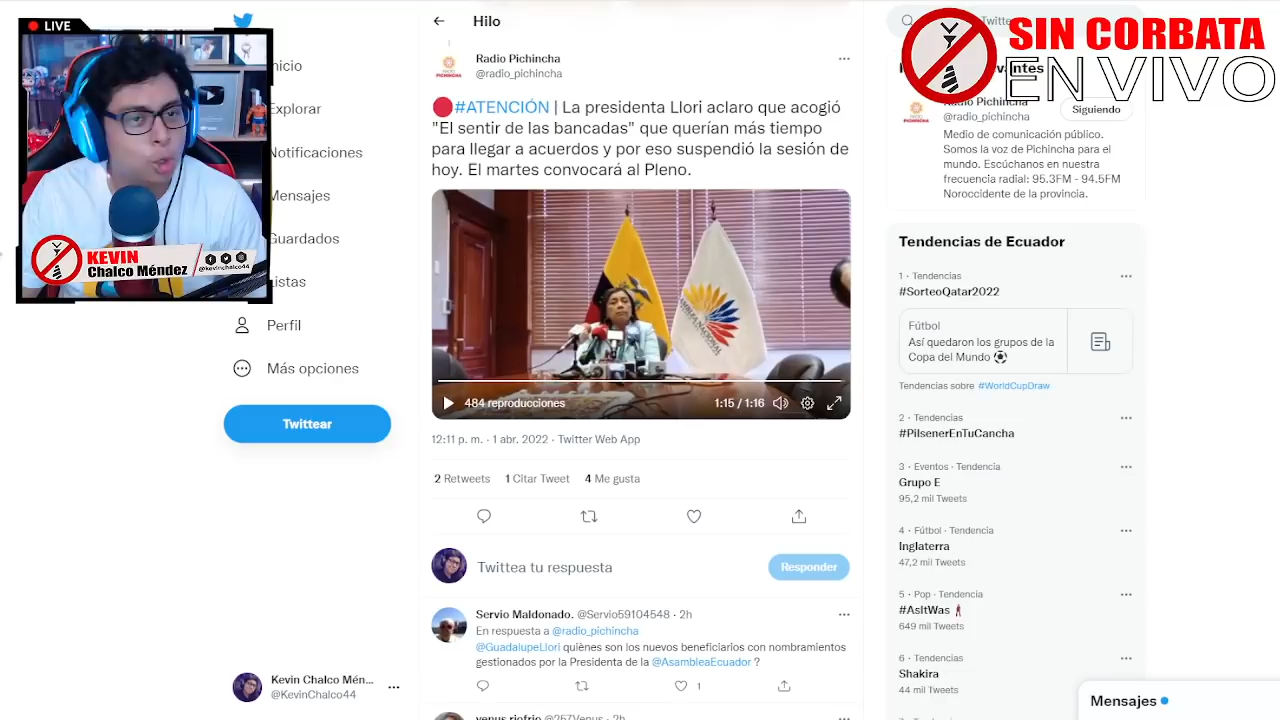 LIVE
KEVIN
Chalco Méndez
@kevinchalco44
SIN CORBATA
EN VIVO
Inicio
Explorar
Notificaciones
Mensajes
Guardados
Listas
Perfil
Más opciones
Twittear
Kevin Chalco Mén...
@KevinChalco44
Hilo
Radio Pichincha
@radio_pichincha
#ATENCIÓN | La presidenta Llori aclaro que acogió
"El sentir de las bancadas" que querían más tiempo
para llegar a acuerdos y por eso suspendió la sesión de
hoy. El martes convocará al Pleno.
ASAMBLEA NACIONAL
484 reproducciones
1:15 / 1:16
12:11 p. m. · 1 abr. 2022 · Twitter Web App
2 Retweets 1 Citar Tweet 4 Me gusta
Twittea tu respuesta
Responder
Servio Maldonado. @Servio59104548 · 2h
En respuesta a @radio_pichincha
@GuadalupeLlori quiènes son los nuevos beneficiarios con nombramientos
gestionados por la Presidenta de la @AsambleaEcuador ?
1
venus riofrio @257Venus · 2h
Radio Pichincha
@radio_pichincha
Siguiendo
Medio de comunicación público.
Somos la voz de Pichincha para el
mundo. Escúchanos en nuestra
frecuencia radial: 95.3FM - 94.5FM
Noroccidente de la provincia.
Tendencias de Ecuador
1 · Tendencias
#SorteoQatar2022
Fútbol
Así quedaron los grupos de la
Copa del Mundo
Tendencias sobre #WorldCupDraw
2 · Tendencias
#PilsenerEnTuCancha
3 · Eventos · Tendencia
Grupo E
95,2 mil Tweets
4 · Fútbol · Tendencia
Inglaterra
47,2 mil Tweets
5 · Pop · Tendencia
#AsItWas
649 mil Tweets
6 · Tendencias
Shakira
44 mil Tweets
Mensajes